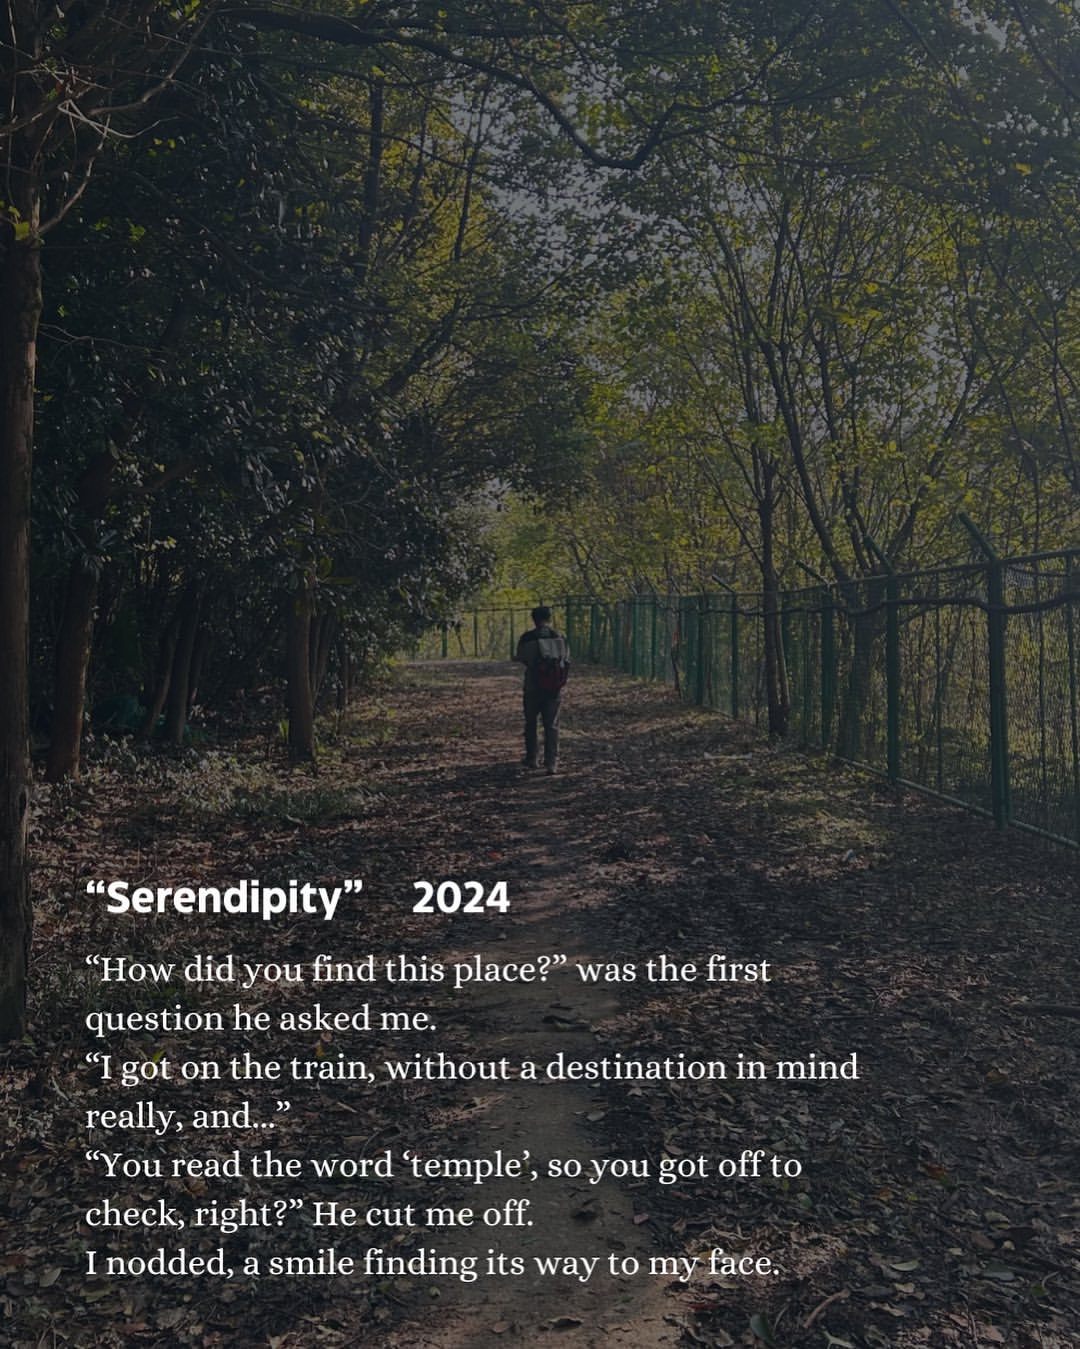 “Serendipity” 2024
“How did you find this place?” was the first
question he asked me.
“I got on the train, without a destination in mind
really, and...”
“You read the word ‘temple’, so you got off to
check, right?” He cut me off.
I nodded, a smile finding its way to my face.